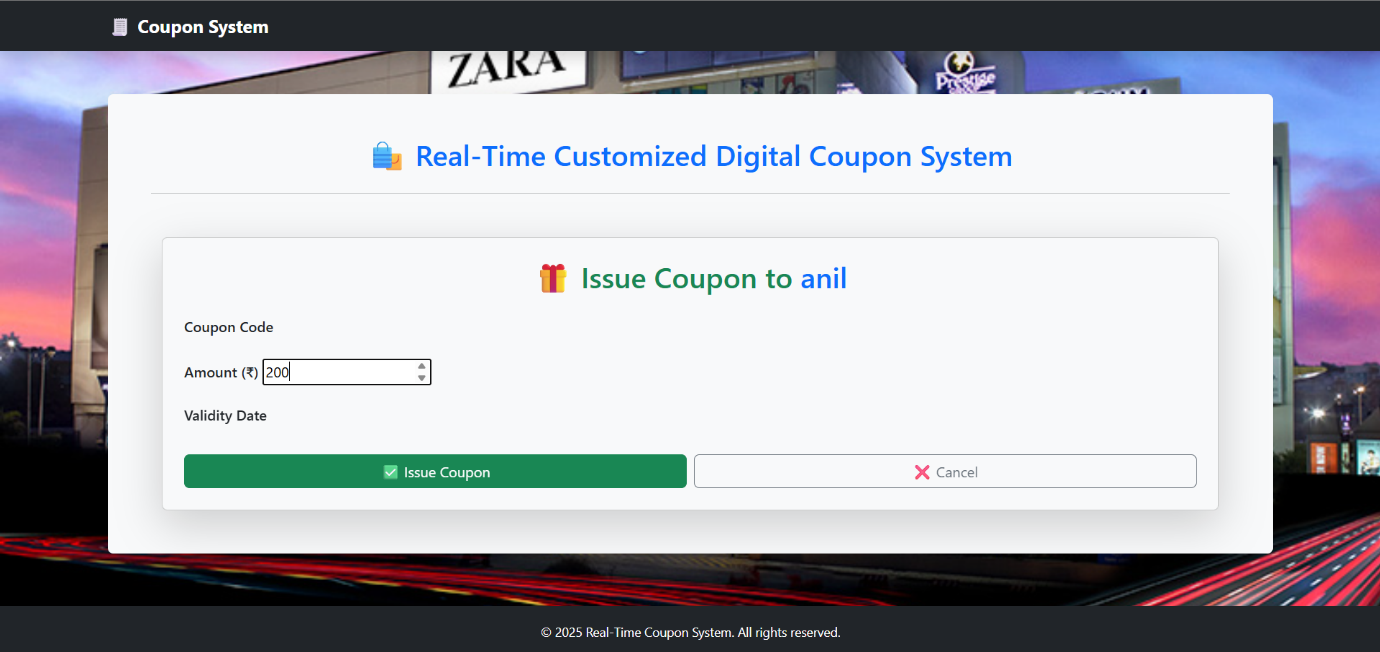 Coupon System
ZARA
Prestige
Real-Time Customized Digital Coupon System
Issue Coupon to anil
Coupon Code
Amount (₹) 200
Validity Date
Issue Coupon
Cancel
© 2025 Real-Time Coupon System. All rights reserved.